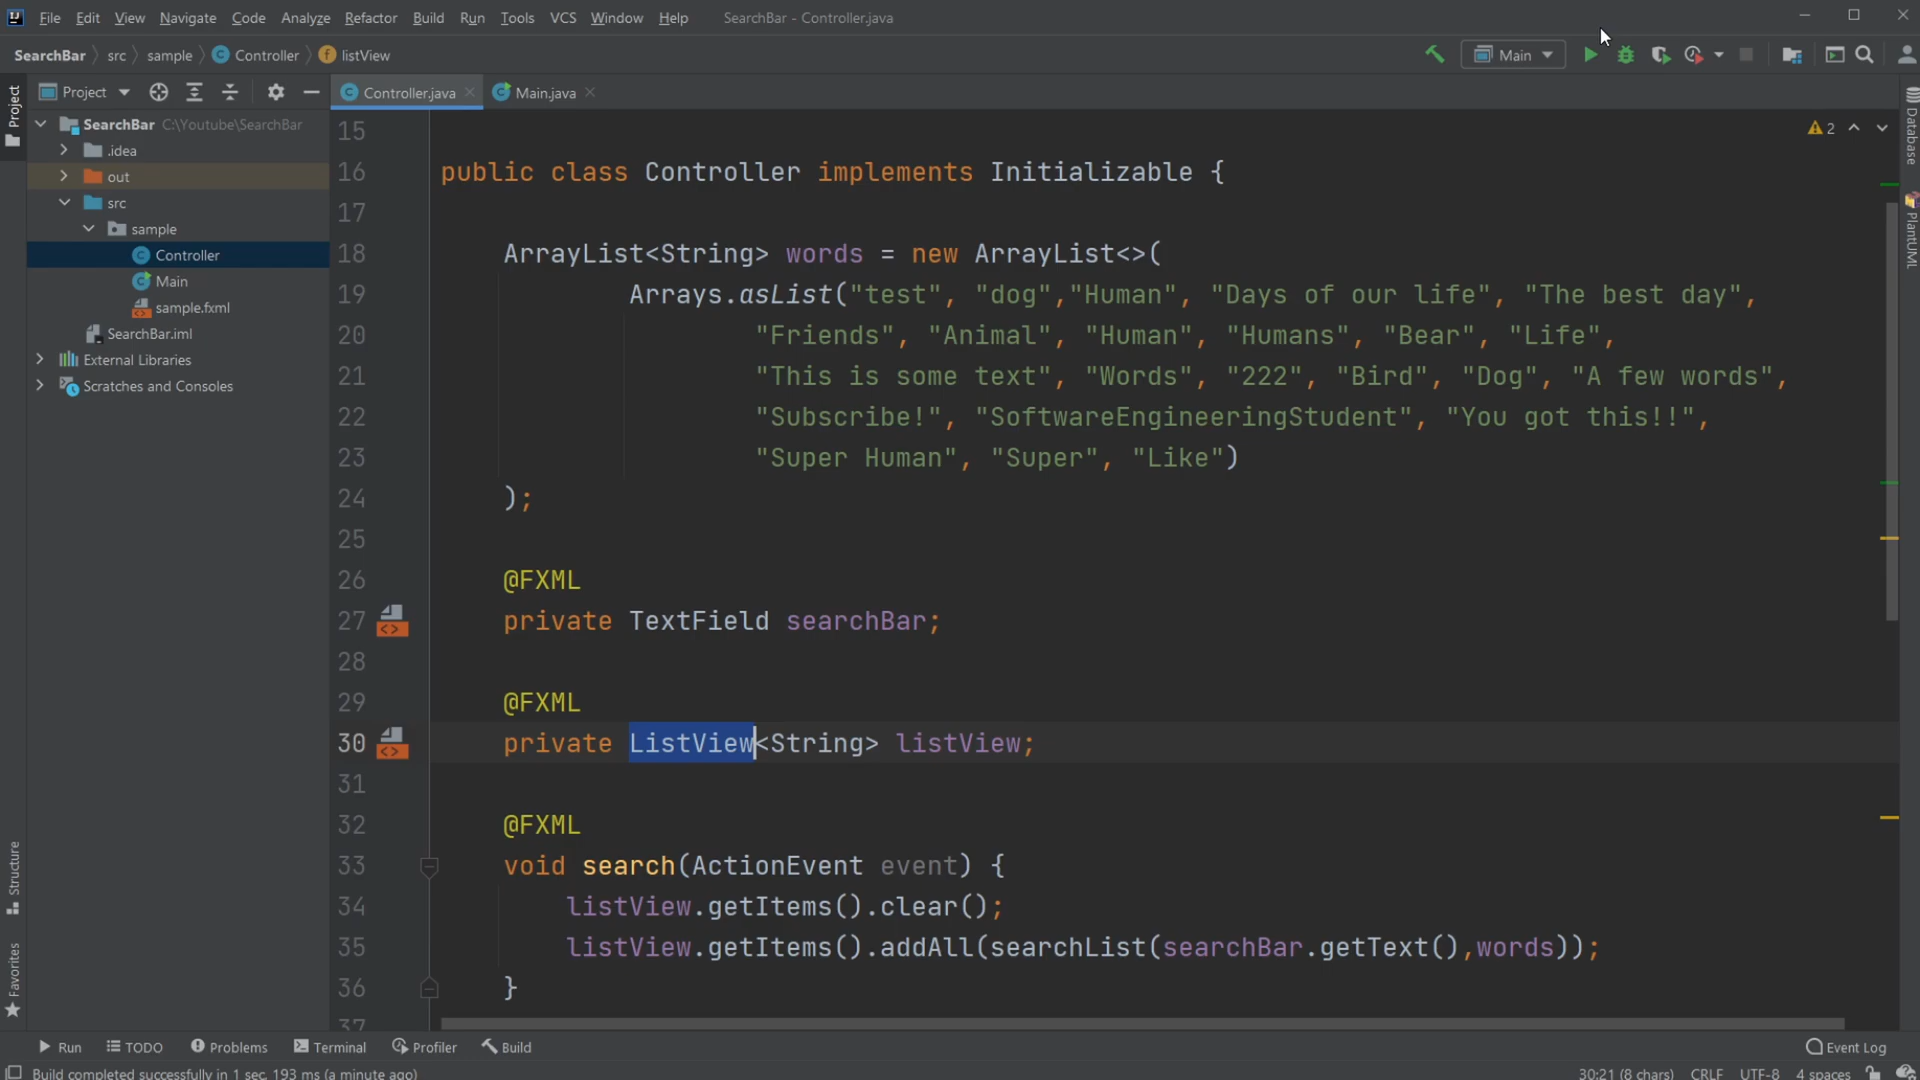 File Edit View Navigate Code Analyze Refactor Build Run Tools VCS Window Help SearchBar - Controller.java
SearchBar src sample Controller listView Main
Project Controller.java Main.java
Project
SearchBar C:\Youtube\SearchBar
.idea
out
src
sample
Controller
Main
sample.fxml
SearchBar.iml
External Libraries
Scratches and Consoles
Structure
Favorites
2
15
16 public class Controller implements Initializable {
17
18 ArrayList<String> words = new ArrayList<>(
19 Arrays.asList("test", "dog","Human", "Days of our life", "The best day",
20 "Friends", "Animal", "Human", "Humans", "Bear", "Life",
21 "This is some text", "Words", "222", "Bird", "Dog", "A few words",
22 "Subscribe!", "SoftwareEngineeringStudent", "You got this!!",
23 "Super Human", "Super", "Like")
24 );
25
26 @FXML
27 private TextField searchBar;
28
29 @FXML
30 private ListView<String> listView;
31
32 @FXML
33 void search(ActionEvent event) {
34 listView.getItems().clear();
35 listView.getItems().addAll(searchList(searchBar.getText(),words));
36 }
37
Database
PlantUML
Run TODO Problems Terminal Profiler Build Event Log
Build completed successfully in 1 sec, 193 ms (a minute ago) 30:21 (8 chars) CRLF UTF-8 4 spaces